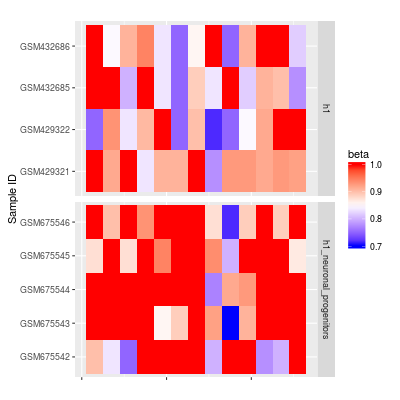 Sample ID
GSM432686
GSM432685
GSM429322
GSM429321
h1
GSM675546
GSM675545
GSM675544
GSM675543
GSM675542
h1_neuronal_progenitors
beta
1.0
0.9
0.8
0.7